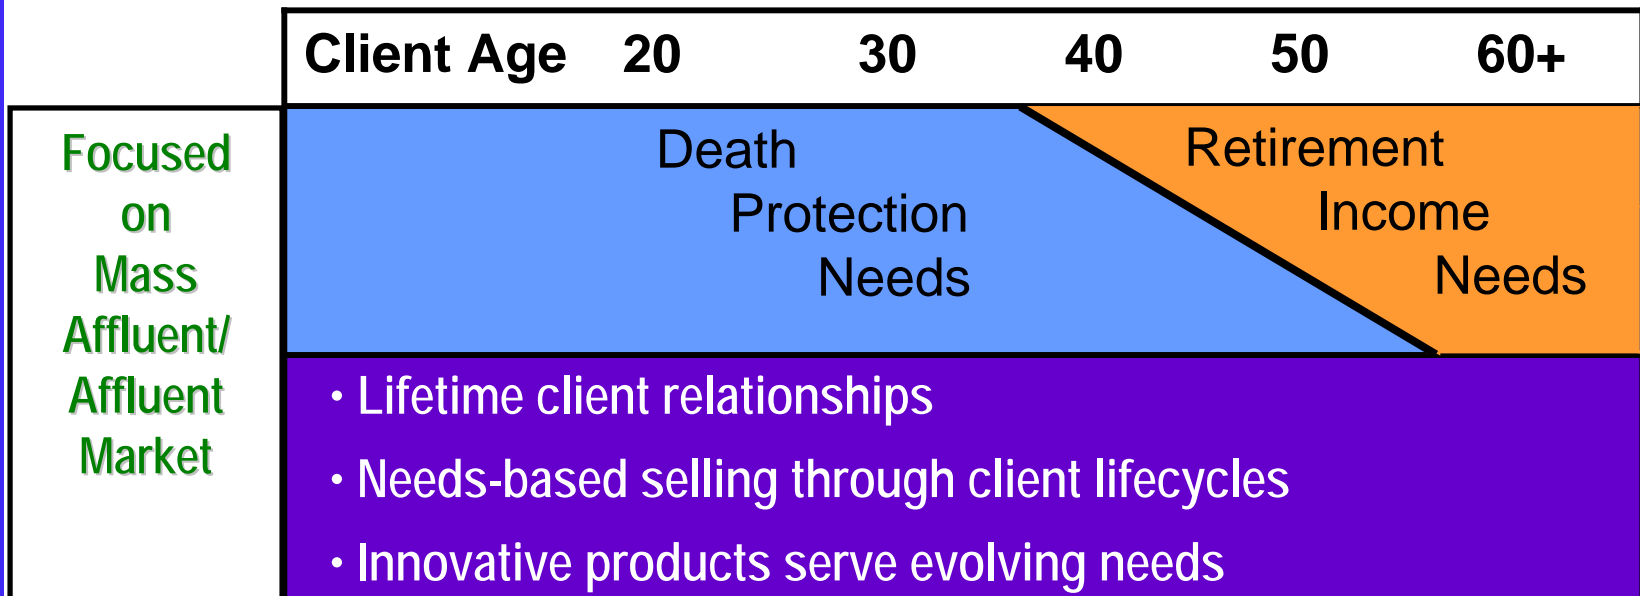 Client Age 20 30 40 50 60+
Focused
on
Mass
Affluent/
Affluent
Market
Death
Protection
Needs
Retirement
Income
Needs
• Lifetime client relationships
• Needs-based selling through client lifecycles
• Innovative products serve evolving needs